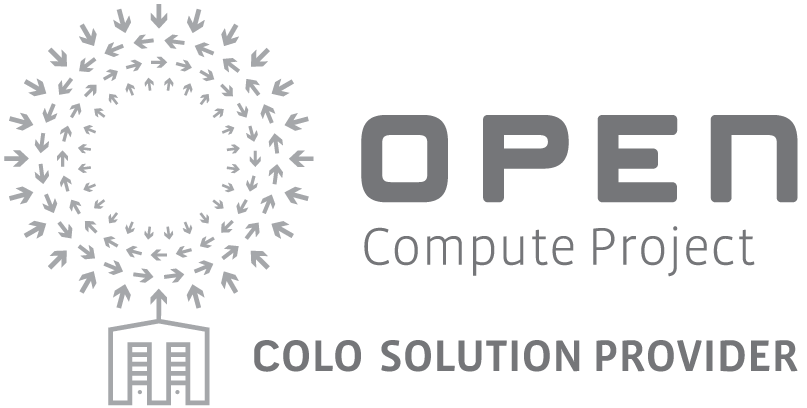 OPEN
Compute Project
COLO SOLUTION PROVIDER